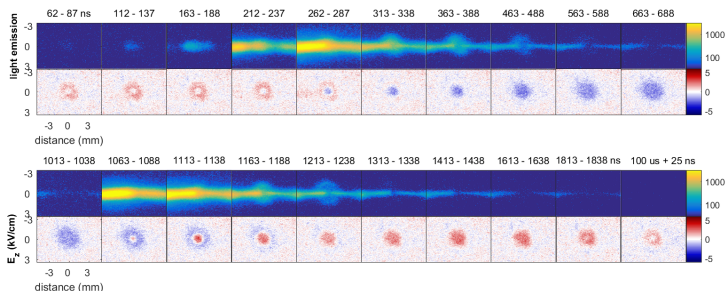 62 - 87 ns 112 - 137 163 - 188 212 - 237 262 - 287 313 - 338 363 - 388 463 - 488 563 - 588 663 - 688
light emission
-3
0
3
1000
100
-3
0
3
5
0
-5
-3 0 3
distance (mm)
1013 - 1038 1063 - 1088 1113 - 1138 1163 - 1188 1213 - 1238 1313 - 1338 1413 - 1438 1613 - 1638 1813 - 1838 ns 100 us + 25 ns
-3
0
3
1000
100
E_z (kV/cm)
-3
0
3
5
0
-5
-3 0 3
distance (mm)